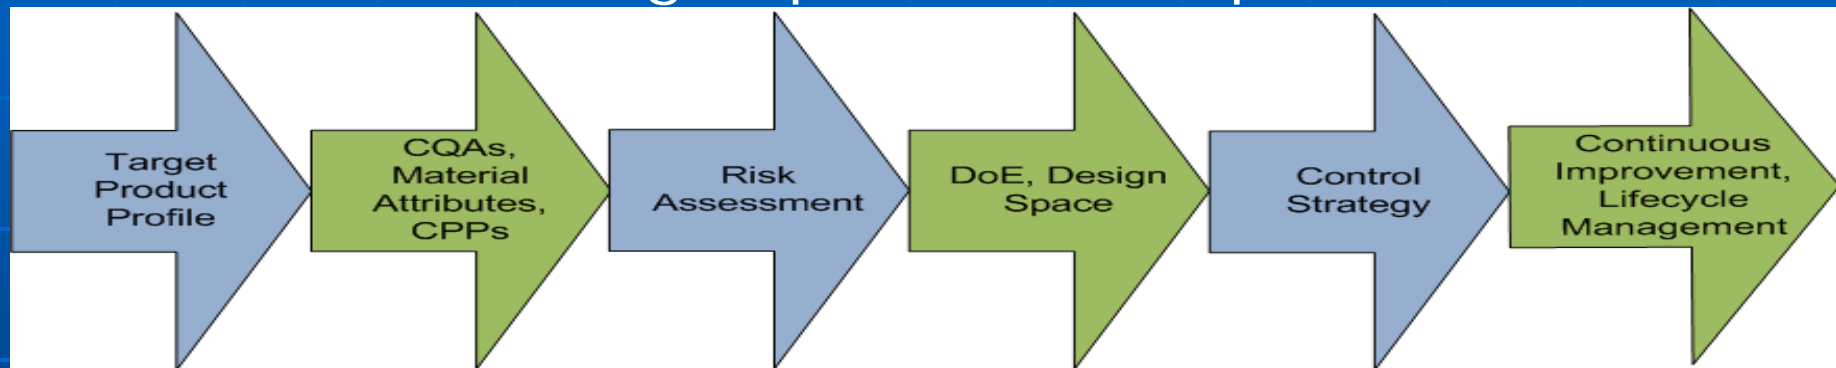 Target
Product
Profile
CQAs,
Material
Attributes,
CPPs
Risk
Assessment
DoE, Design
Space
Control
Strategy
Continuous
Improvement,
Lifecycle
Management